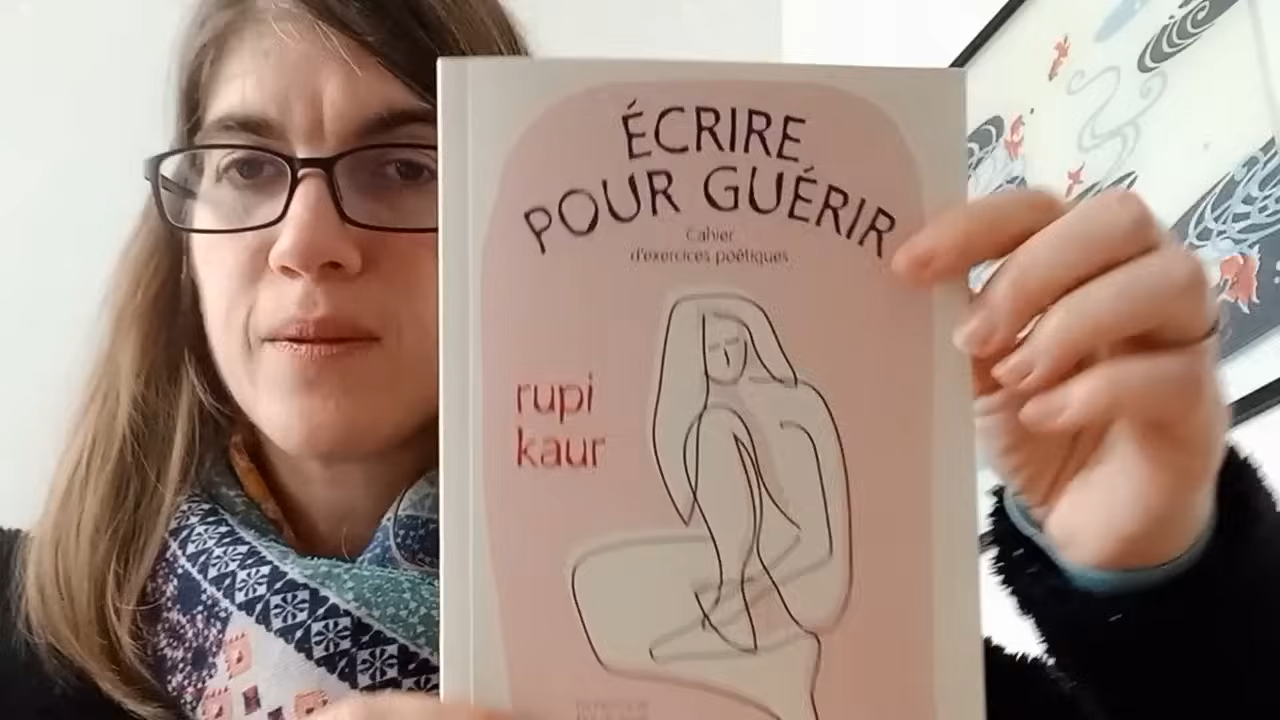 ÉCRIRE
POUR GUÉRIR
Cahier
d'exercices poétiques
rupi
kaur